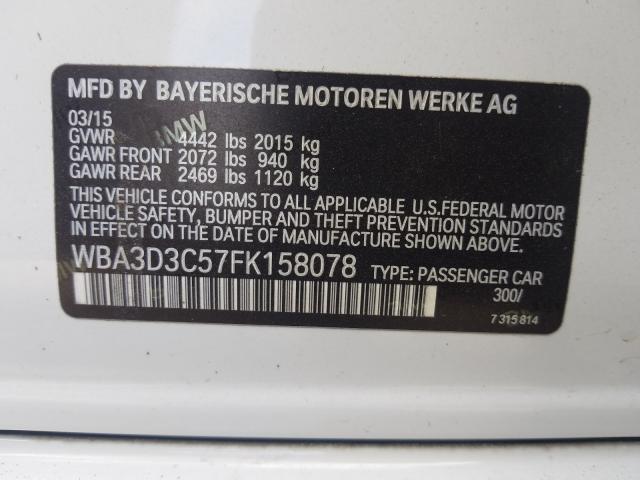 MFD BY BAYERISCHE MOTOREN WERKE AG
03/15
GVWR 4442 lbs 2015 kg
GAWR FRONT 2072 lbs 940 kg
GAWR REAR 2469 lbs 1120 kg
THIS VEHICLE CONFORMS TO ALL APPLICABLE U.S.FEDERAL MOTOR
VEHICLE SAFETY, BUMPER AND THEFT PREVENTION STANDARDS
IN EFFECT ON THE DATE OF MANUFACTURE SHOWN ABOVE.
WBA3D3C57FK158078 TYPE: PASSENGER CAR
300/
7 315 814